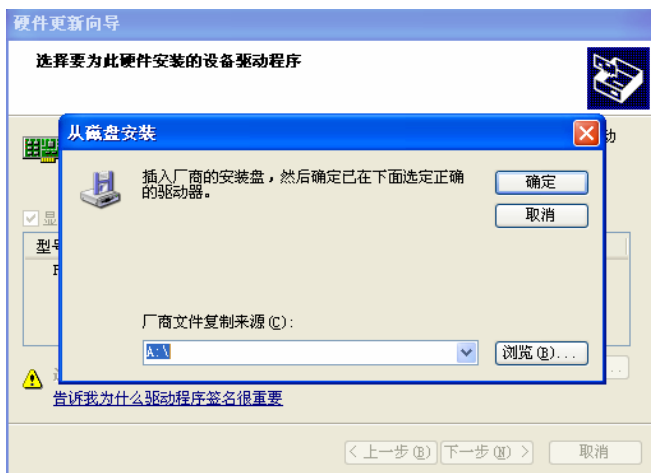 硬件更新向导
选择要为此硬件安装的设备驱动程序
动
从磁盘安装
插入厂商的安装盘，然后确定已在下面选定正确
的驱动器。
确定
取消
显
型号
厂商文件复制来源(C):
A:\
浏览(B)...
告诉我为什么驱动程序签名很重要
< 上一步(B)
下一步(N) >
取消